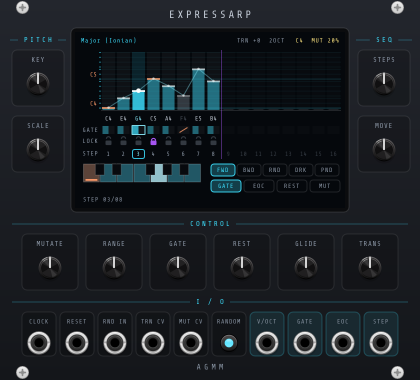 EXPRESSARP
PITCH
SEQ
KEY
SCALE
STEPS
MOVE
Major (Ionian) TRN +0 2OCT C4 MUT 20%
C5
C4
C4 E4 G4 C5 A4 F4 E5 B4
GATE
LOCK
STEP 1 2 3 4 5 6 7 8 9 10 11 12 13 14 15 16
FWD BWD RND DRK PND
GATE EOC REST MUT
STEP 03/08
CONTROL
MUTATE RANGE GATE REST GLIDE TRANS
I / O
CLOCK RESET RND IN TRN CV MUT CV RANDOM V/OCT GATE EOC STEP
AGMM